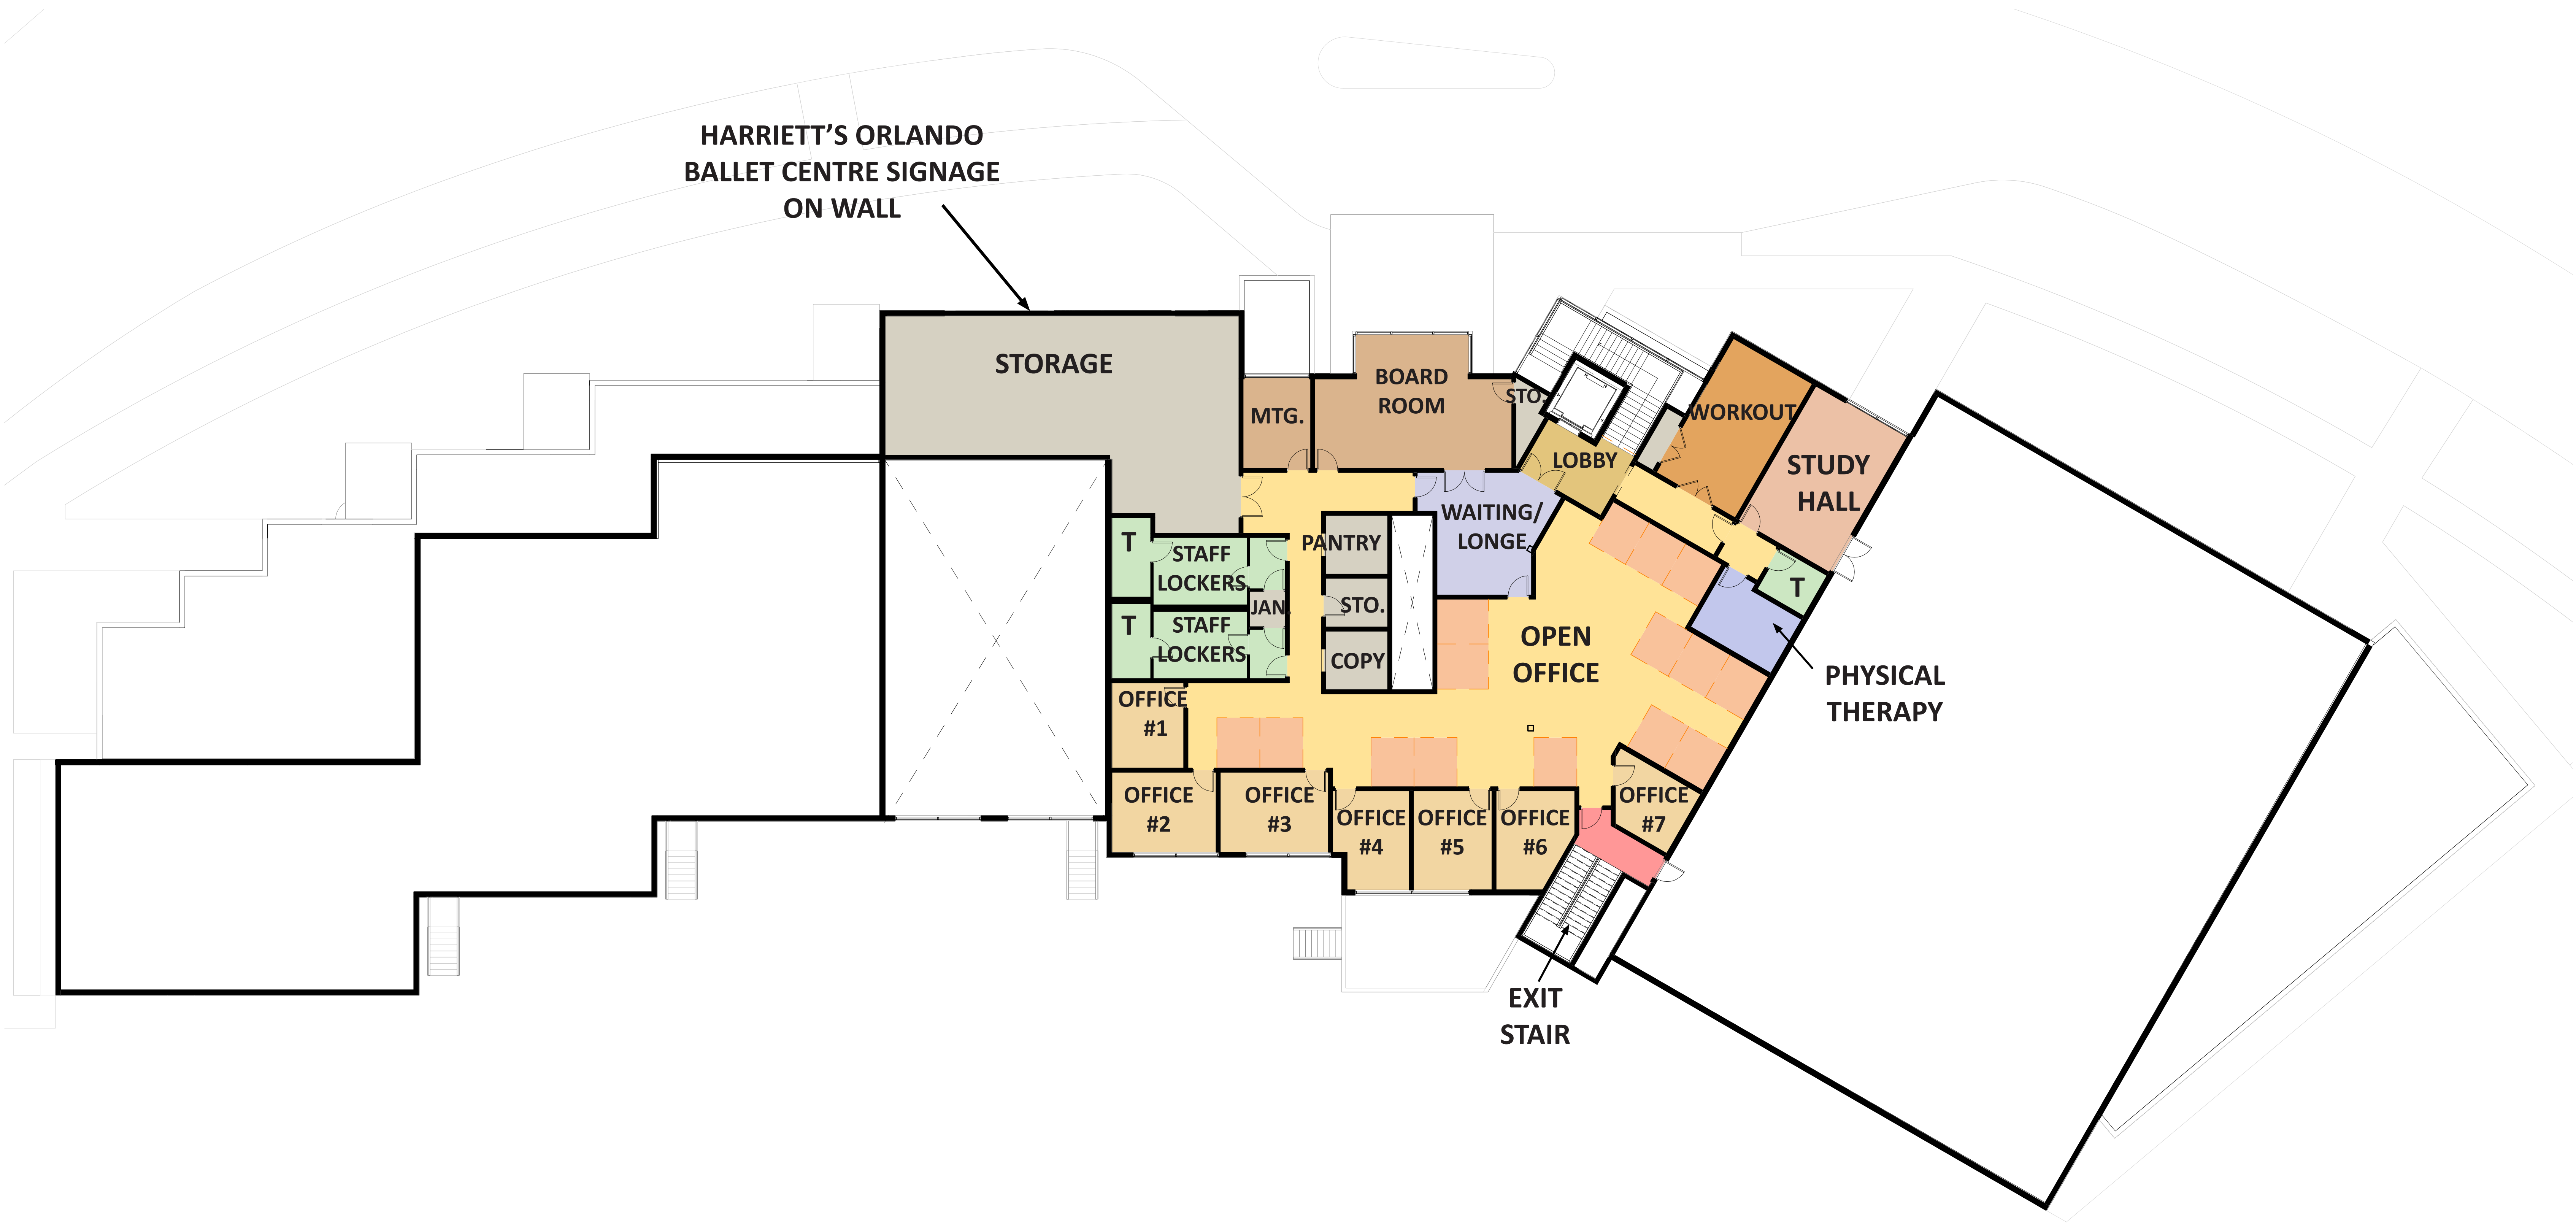 HARRIETT’S ORLANDO
BALLET CENTRE SIGNAGE
ON WALL
STORAGE
MTG.
BOARD
ROOM
STO.
LOBBY
WORKOUT
STUDY
HALL
WAITING/
LONGE
PANTRY
STO.
COPY
T
STAFF
LOCKERS
JAN.
T
STAFF
LOCKERS
OPEN
OFFICE
T
PHYSICAL
THERAPY
OFFICE
#1
OFFICE
#2
OFFICE
#3
OFFICE
#4
OFFICE
#5
OFFICE
#6
OFFICE
#7
EXIT
STAIR